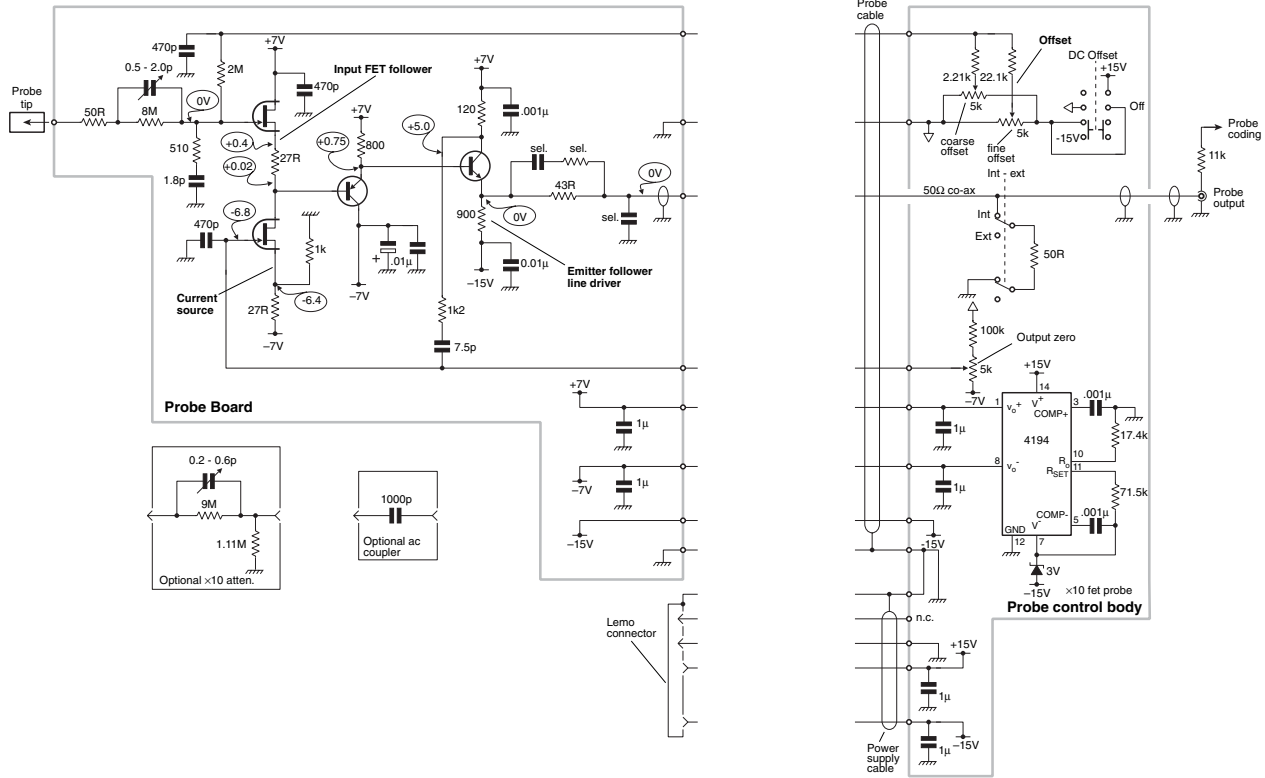 Probe
cable
+7V
470p
0.5 - 2.0p
2M
Input FET follower
+7V
Offset
DC Offset
+15V
Probe
tip
470p
2.21k
22.1k
0V
+7V
120
.001µ
5k
Off
50R
8M
+0.4
+0.75
800
+5.0
-15V
Probe
coding
510
27R
sel.
sel.
coarse
offset
5k
fine
offset
11k
+0.02
0V
Int - ext
1.8p
43R
50Ω co-ax
Probe
output
-6.8
900
0V
sel.
Int
470p
1k
+
.01µ
0.01µ
Ext
50R
–15V
Emitter follower
line driver
Current
source
–7V
-6.4
27R
1k2
100k
Output zero
–7V
7.5p
5k
+15V
+7V
–7V
14
Probe Board
1
vo+
V+
3
.001µ
COMP+
1µ
1µ
17.4k
4194
0.2 - 0.6p
10
8
vo-
Ro
RSET
11
1000p
–7V
1µ
1µ
71.5k
9M
COMP-
.001µ
5
1.11M
Optional ac
coupler
–15V
-15V
GND
V-
12
7
Optional ×10 atten.
3V
–15V
×10 fet probe
Probe control body
Lemo
connector
n.c.
+15V
1µ
1µ
–15V
Power
supply
cable